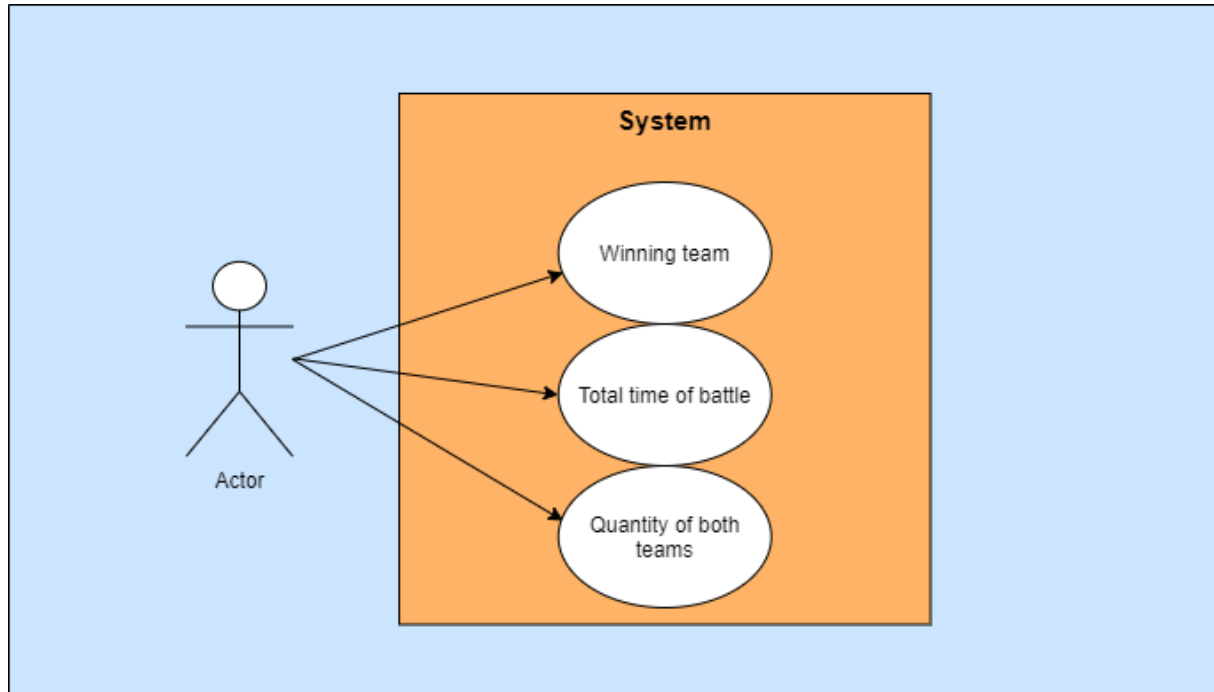 System
Winning team
Total time of battle
Quantity of both
teams
Actor